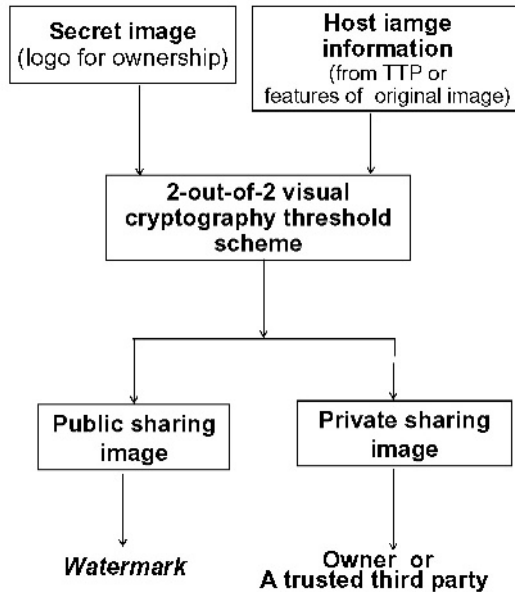 Secret image
(logo for ownership)
Host iamge
information
(from TTP or
features of original image)
2-out-of-2 visual
cryptography threshold
scheme
Public sharing
image
Private sharing
image
Watermark
Owner or
A trusted third party